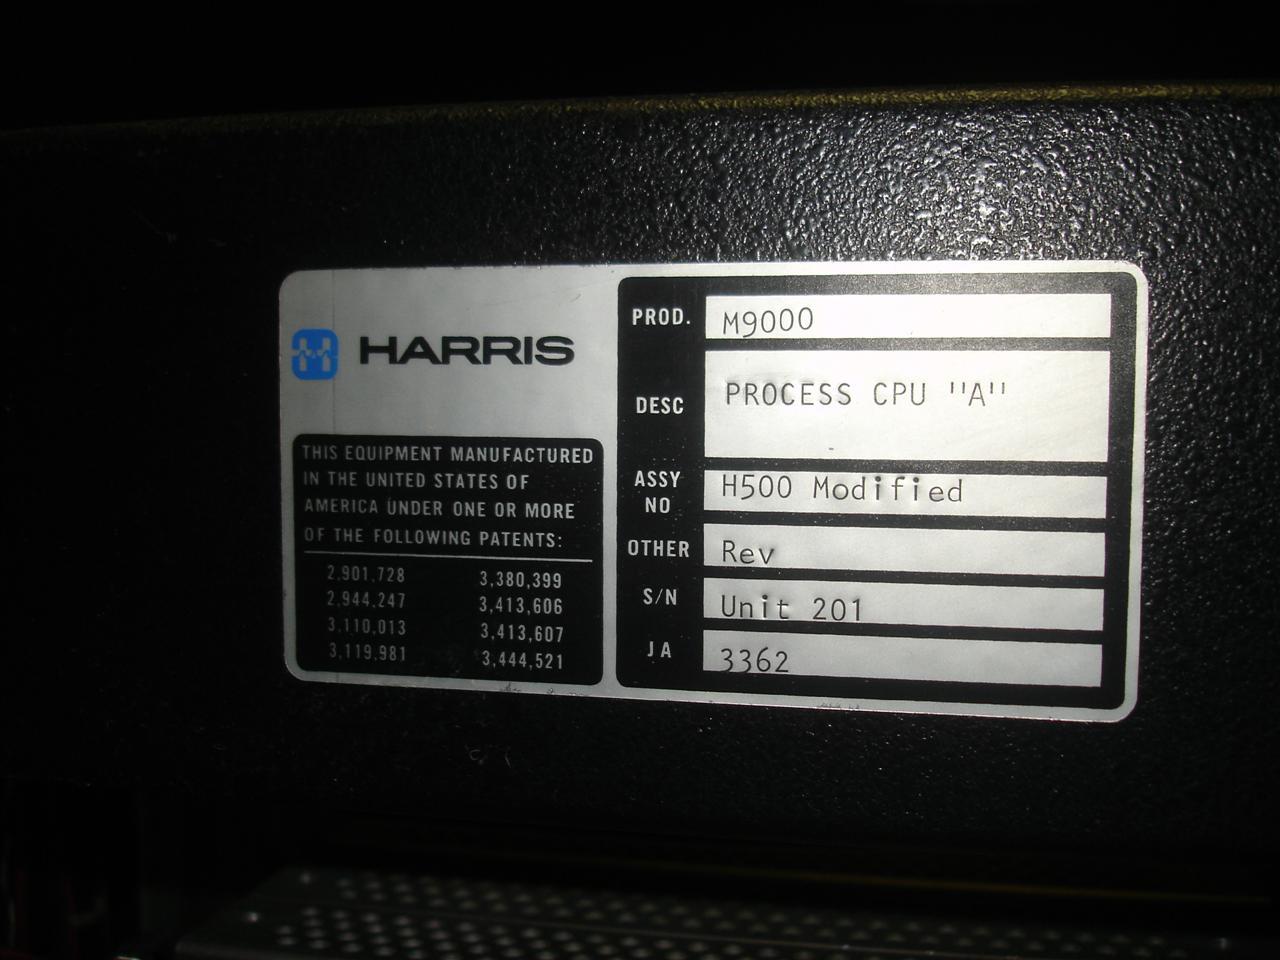 HARRIS
THIS EQUIPMENT MANUFACTURED
IN THE UNITED STATES OF
AMERICA UNDER ONE OR MORE
OF THE FOLLOWING PATENTS:
2,901,728 3,380,399
2,944,247 3,413,606
3,110,013 3,413,607
3,119,981 3,444,521
PROD. M9000
DESC PROCESS CPU "A"
ASSY NO H500 Modified
OTHER Rev
S/N Unit 201
JA 3362